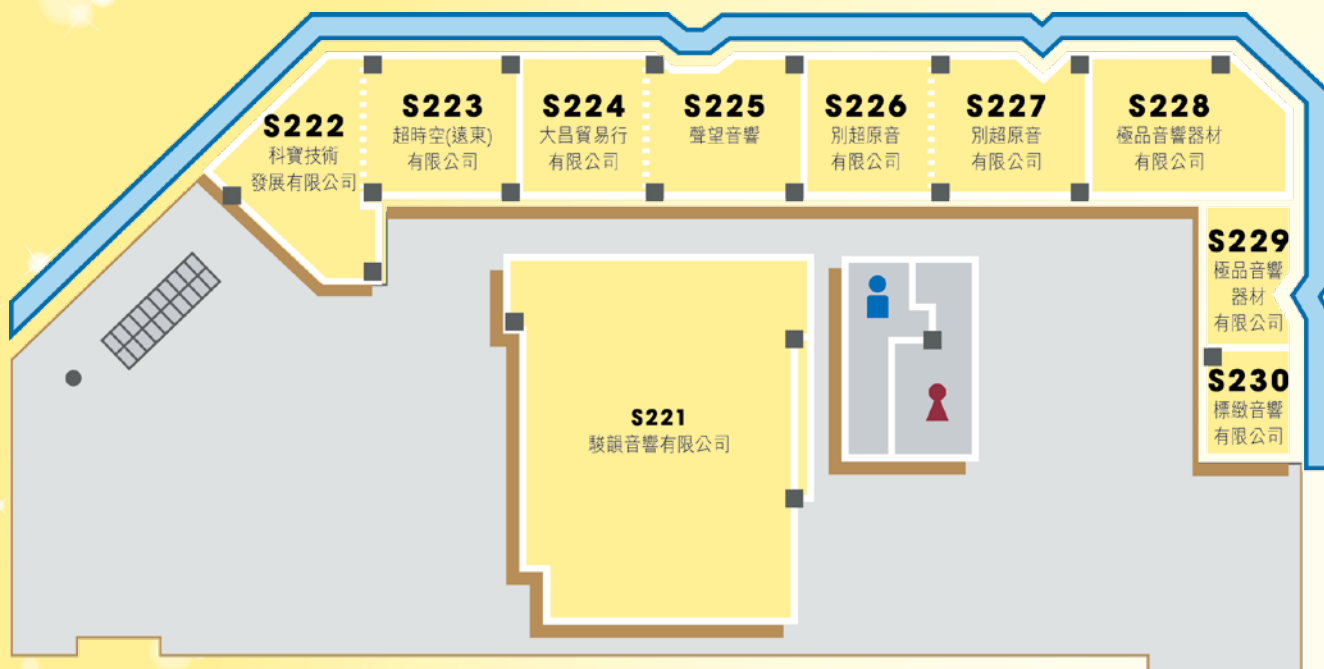 S222
科寶技術
發展有限公司
S223
超時空(遠東)
有限公司
S224
大昌貿易行
有限公司
S225
聲望音響
S226
別超原音
有限公司
S227
別超原音
有限公司
S228
極品音響器材
有限公司
S229
極品音響
器材
有限公司
S230
標緻音響
有限公司
S221
駿韻音響有限公司